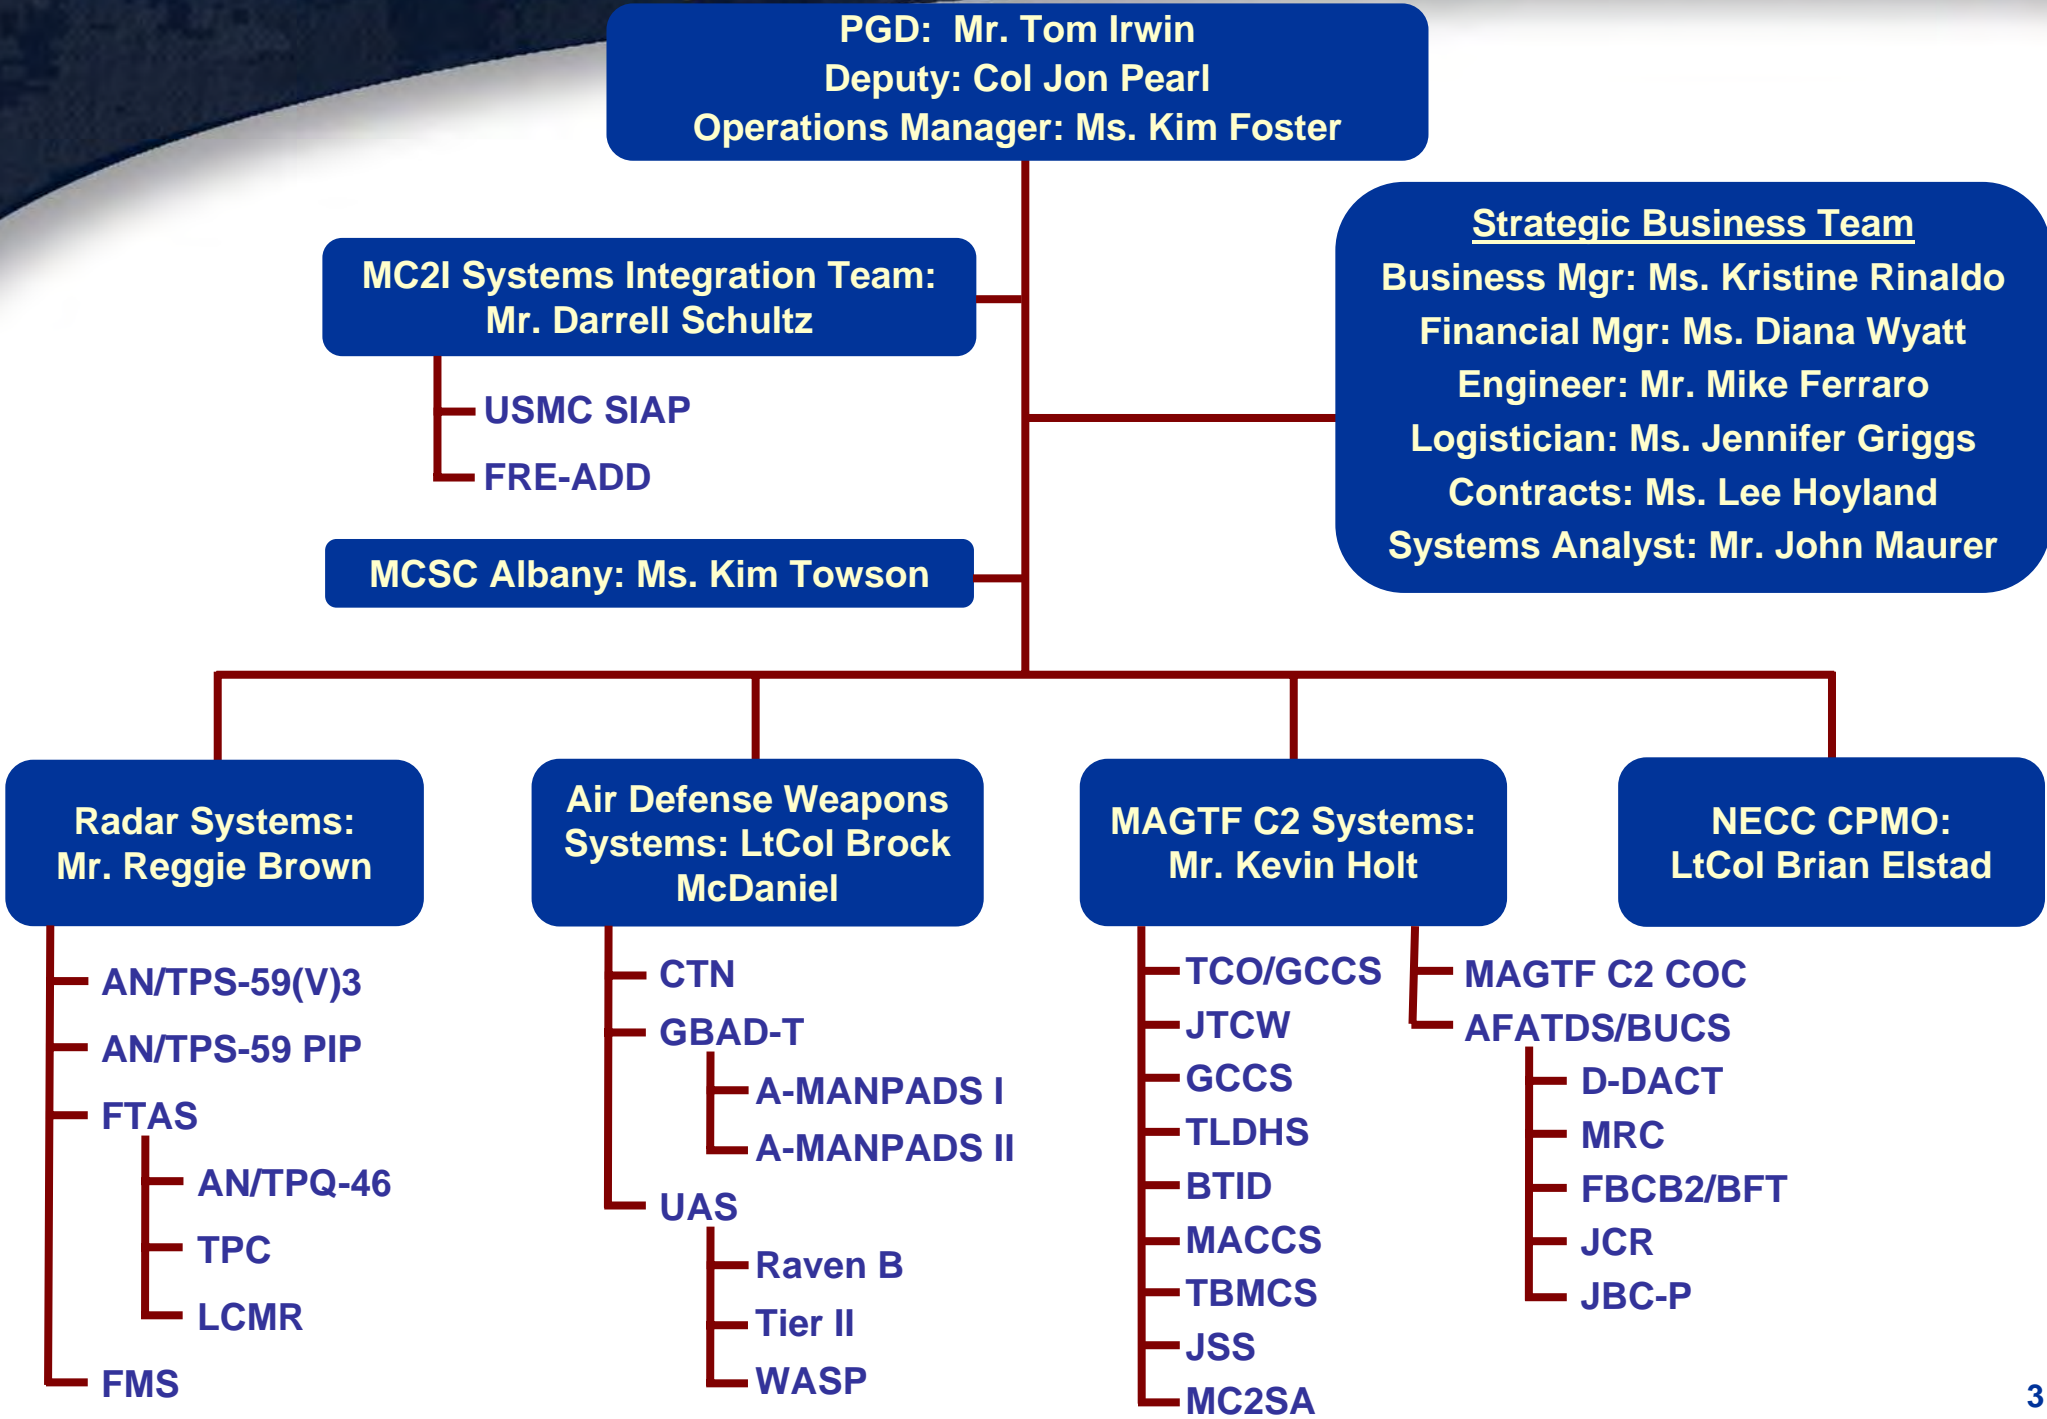 PGD: Mr. Tom Irwin
Deputy: Col Jon Pearl
Operations Manager: Ms. Kim Foster
Strategic Business Team
Business Mgr: Ms. Kristine Rinaldo
Financial Mgr: Ms. Diana Wyatt
Engineer: Mr. Mike Ferraro
Logistician: Ms. Jennifer Griggs
Contracts: Ms. Lee Hoyland
Systems Analyst: Mr. John Maurer
MC2I Systems Integration Team:
Mr. Darrell Schultz
USMC SIAP
FRE-ADD
MCSC Albany: Ms. Kim Towson
Radar Systems:
Mr. Reggie Brown
AN/TPS-59(V)3
AN/TPS-59 PIP
FTAS
AN/TPQ-46
TPC
LCMR
FMS
Air Defense Weapons
Systems: LtCol Brock
McDaniel
CTN
GBAD-T
A-MANPADS I
A-MANPADS II
UAS
Raven B
Tier II
WASP
MAGTF C2 Systems:
Mr. Kevin Holt
TCO/GCCS
JTCW
GCCS
TLDHS
BTID
MACCS
TBMCS
JSS
MC2SA
MAGTF C2 COC
AFATDS/BUCS
D-DACT
MRC
FBCB2/BFT
JCR
JBC-P
NECC CPMO:
LtCol Brian Elstad
3